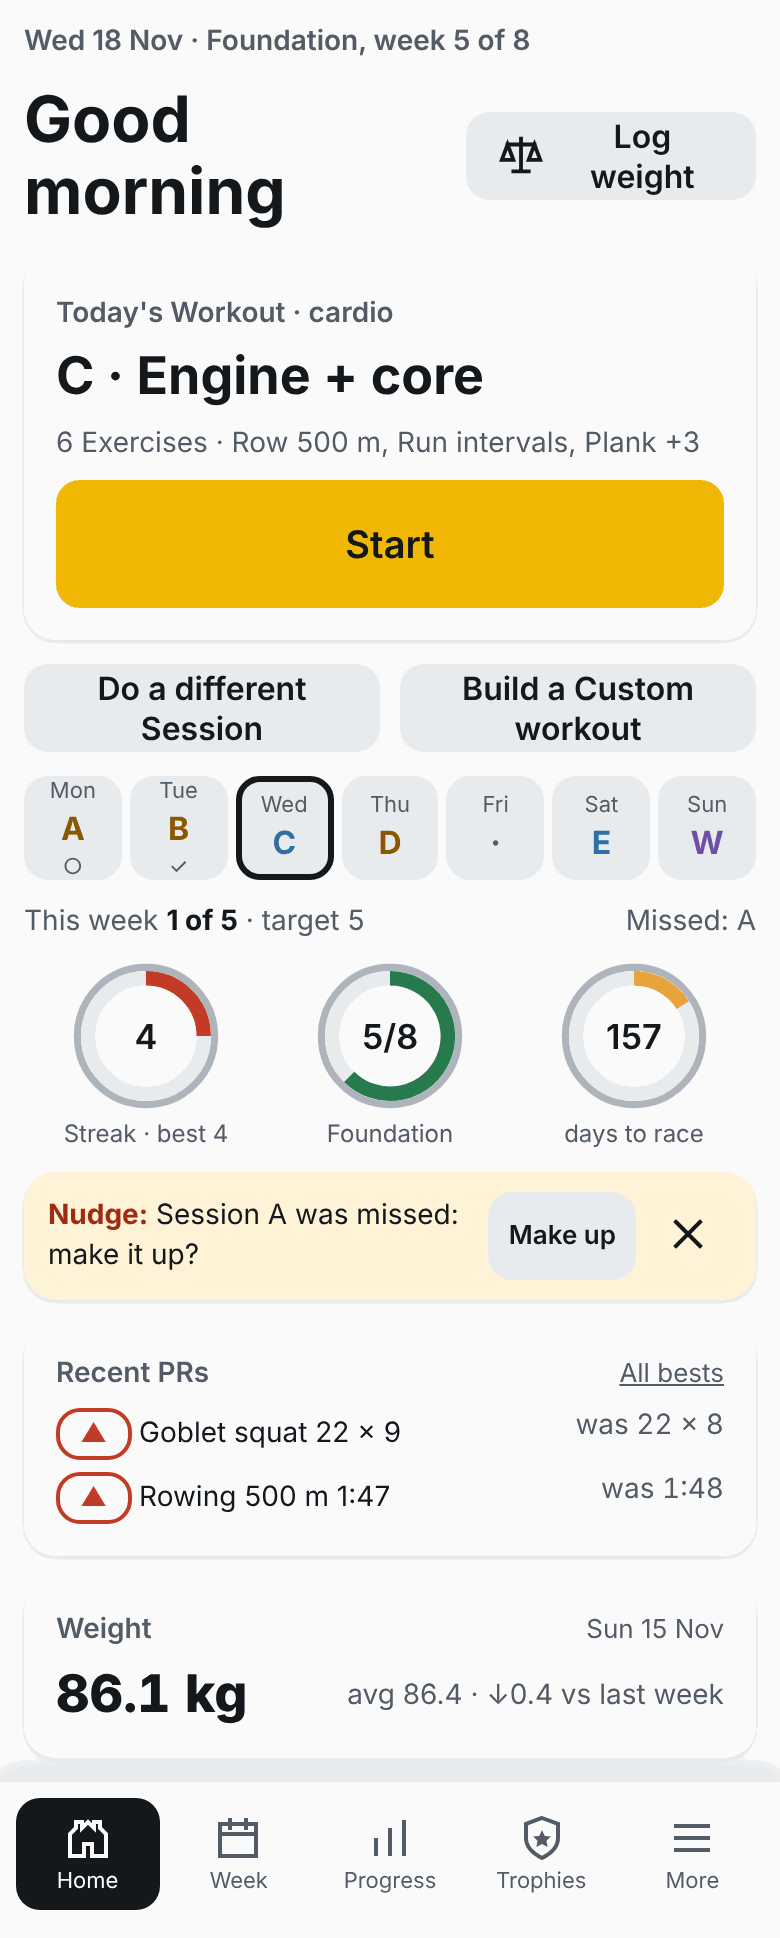 Wed 18 Nov · Foundation, week 5 of 8
Good
morning
Log
weight
Today's Workout · cardio
C · Engine + core
6 Exercises · Row 500 m, Run intervals, Plank +3
Start
Do a different
Session
Build a Custom
workout
Mon Tue Wed Thu Fri Sat Sun
A B C D · E W
This week 1 of 5 · target 5
Missed: A
4 5/8 157
Streak · best 4
Foundation
days to race
Nudge: Session A was missed:
make it up?
Make up
Recent PRs
All bests
Goblet squat 22 × 9
was 22 × 8
Rowing 500 m 1:47
was 1:48
Weight
Sun 15 Nov
86.1 kg
avg 86.4 · ↓0.4 vs last week
Home Week Progress Trophies More